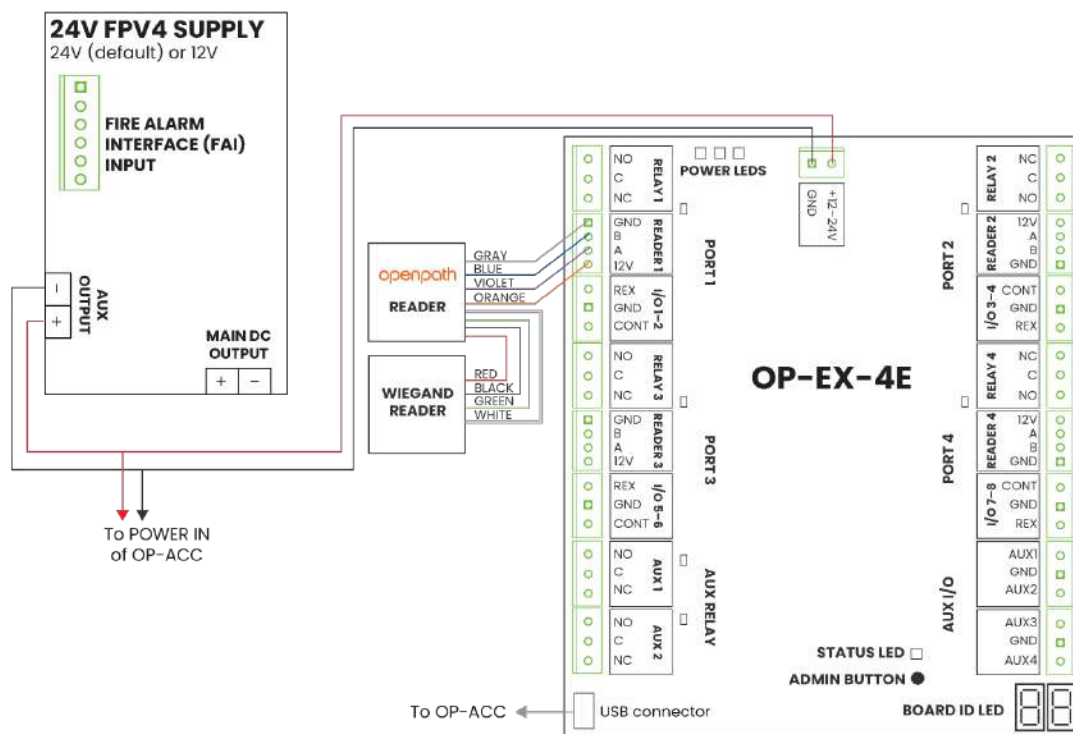 24V FPV4 SUPPLY
24V (default) or 12V
FIRE ALARM
INTERFACE (FAI)
INPUT
AUX
OUTPUT
−
+
MAIN DC
OUTPUT
+ −
To POWER IN
of OP-ACC
openpath
READER
GRAY
BLUE
VIOLET
ORANGE
WIEGAND
READER
RED
BLACK
GREEN
WHITE
NO
C
NC
RELAY 1
GND
B
A
12V
READER 1
REX
GND
CONT
I/O 1-2
PORT 1
NO
C
NC
RELAY 3
GND
B
A
12V
READER 3
REX
GND
CONT
I/O 5-6
PORT 3
NO
C
NC
AUX 1
NO
C
NC
AUX 2
AUX RELAY
POWER LEDS
+12-24V
GND
OP-EX-4E
RELAY 2
NC
C
NO
READER 2
12V
A
B
GND
I/O 3-4
CONT
GND
REX
PORT 2
RELAY 4
NC
C
NO
READER 4
12V
A
B
GND
I/O 7-8
CONT
GND
REX
PORT 4
AUX1
GND
AUX2
AUX3
GND
AUX4
AUX I/O
STATUS LED
ADMIN BUTTON
BOARD ID LED
88
To OP-ACC
USB connector